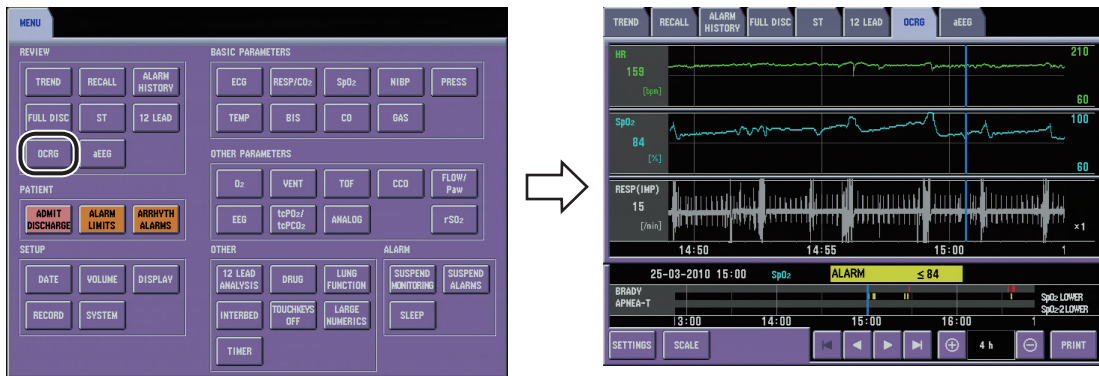 MENU
REVIEW
TREND RECALL ALARM HISTORY
FULL DISC ST 12 LEAD
OCRG aEEG
PATIENT
ADMIT DISCHARGE ALARM LIMITS ARRHYTH ALARMS
SETUP
DATE VOLUME DISPLAY
RECORD SYSTEM
BASIC PARAMETERS
ECG RESP/CO2 SpO2 NIBP PRESS
TEMP BIS CO GAS
OTHER PARAMETERS
O2 VENT TOF CCO FLOW/Paw
EEG tcPO2/tcPCO2 ANALOG rSO2
OTHER
12 LEAD ANALYSIS DRUG LUNG FUNCTION
INTERBED TOUCHKEYS OFF LARGE NUMERICS
TIMER
ALARM
SUSPEND MONITORING SUSPEND ALARMS
SLEEP
TREND RECALL ALARM HISTORY FULL DISC ST 12 LEAD OCRG aEEG
HR 210
159
[bpm]
60
SpO2 100
84
[%]
60
RESP(IMP)
15
[/min] ×1
14:50 14:55 15:00 1
25-03-2010 15:00 SpO2 ALARM ≤ 84
BRADY
APNEA-T SpO2 LOWER
SpO2-2 LOWER
13:00 14:00 15:00 16:00 1
SETTINGS SCALE 4 h PRINT